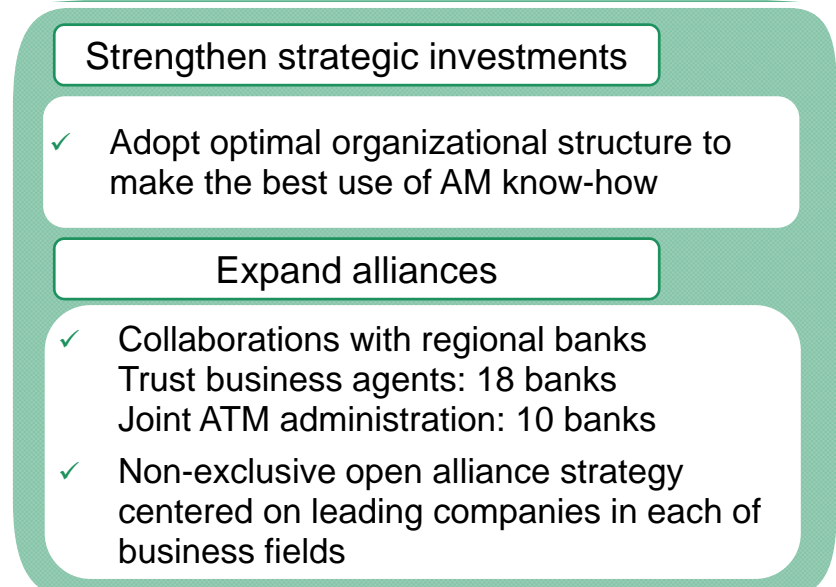 Strengthen strategic investments
✓ Adopt optimal organizational structure to
make the best use of AM know-how
Expand alliances
✓ Collaborations with regional banks
Trust business agents: 18 banks
Joint ATM administration: 10 banks
✓ Non-exclusive open alliance strategy
centered on leading companies in each of
business fields